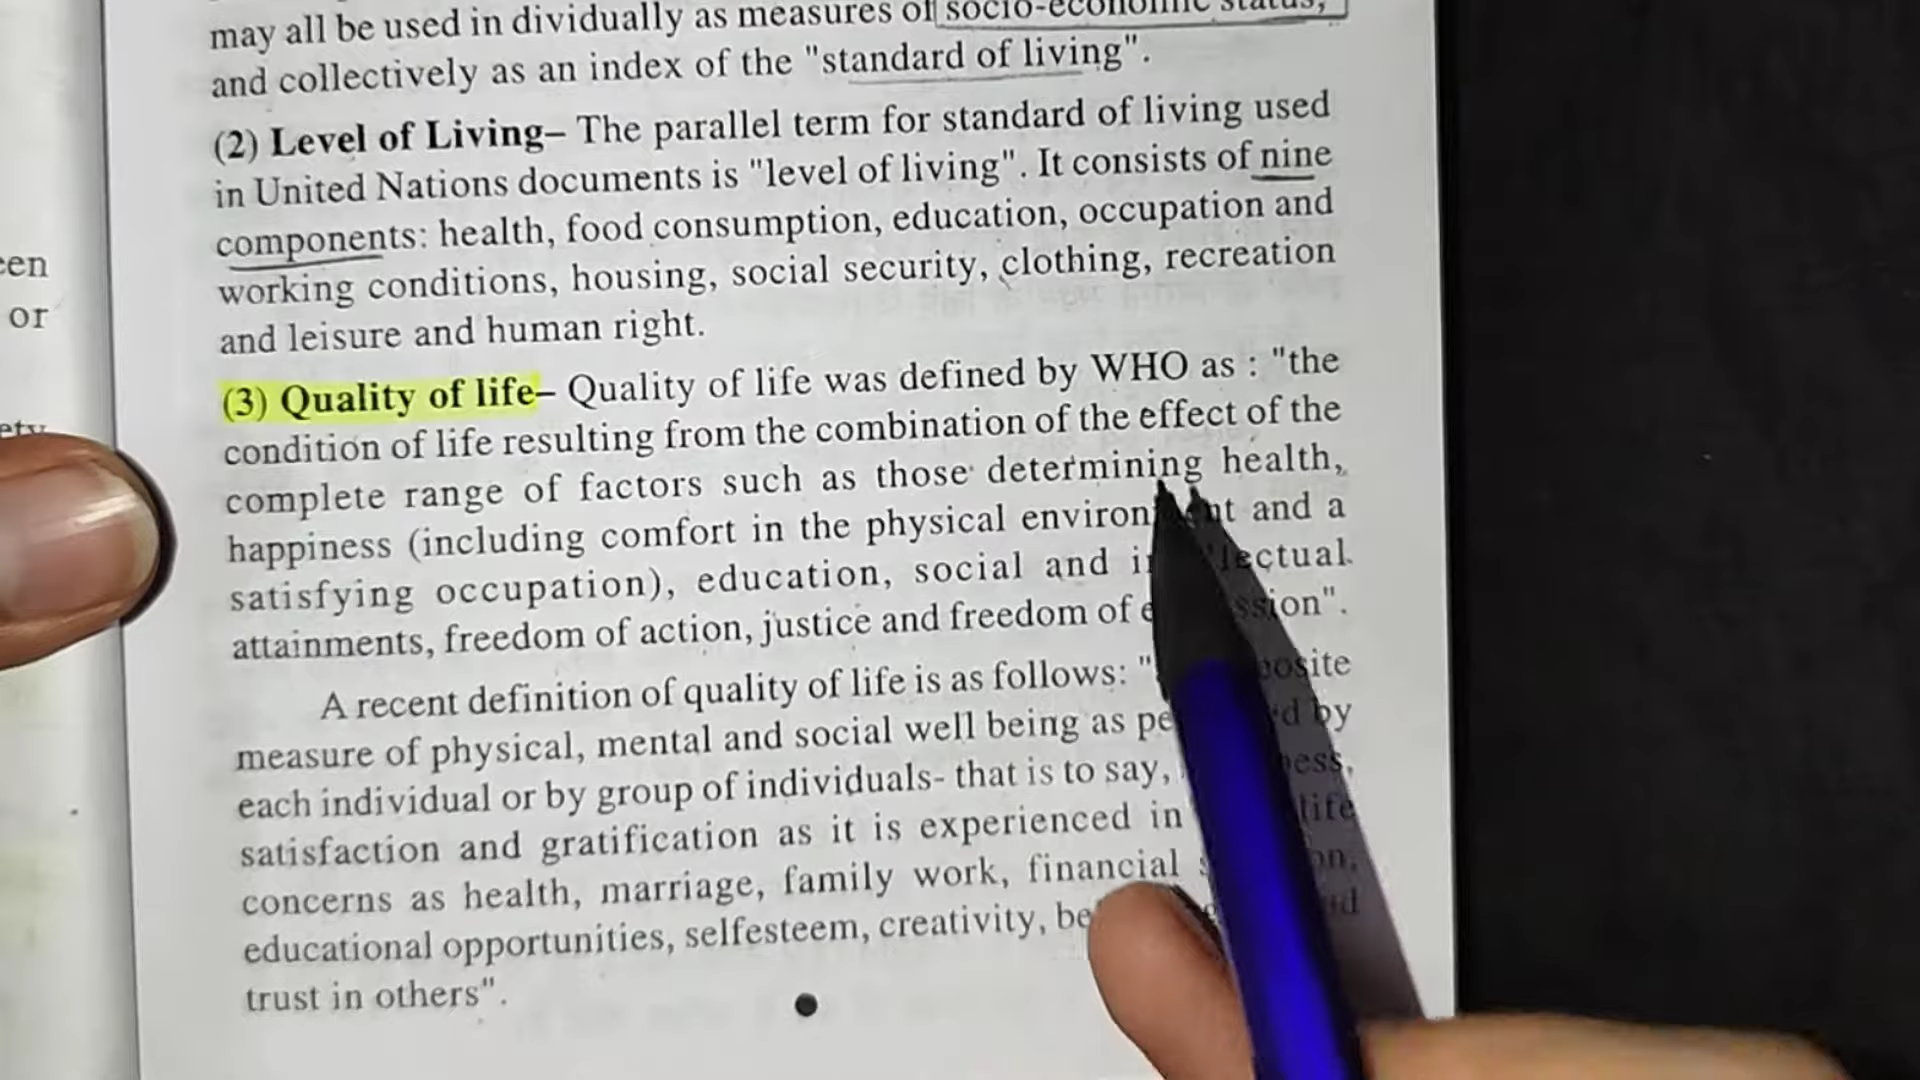 may all be used in dividually as measures of socio-economic status,
and collectively as an index of the "standard of living".
(2) Level of Living– The parallel term for standard of living used
in United Nations documents is "level of living". It consists of nine
components: health, food consumption, education, occupation and
working conditions, housing, social security, clothing, recreation
and leisure and human right.
(3) Quality of life– Quality of life was defined by WHO as : "the
condition of life resulting from the combination of the effect of the
complete range of factors such as those determining health,
happiness (including comfort in the physical environment and a
satisfying occupation), education, social and
attainments, freedom of action, justice and freedom of
A recent definition of quality of life is as follows: "
measure of physical, mental and social well being as by
each individual or by group of individuals- that is to say,
satisfaction and gratification as it is experienced in life
concerns as health, marriage, family work, financial
educational opportunities, selfesteem, creativity,
trust in others".
een
or